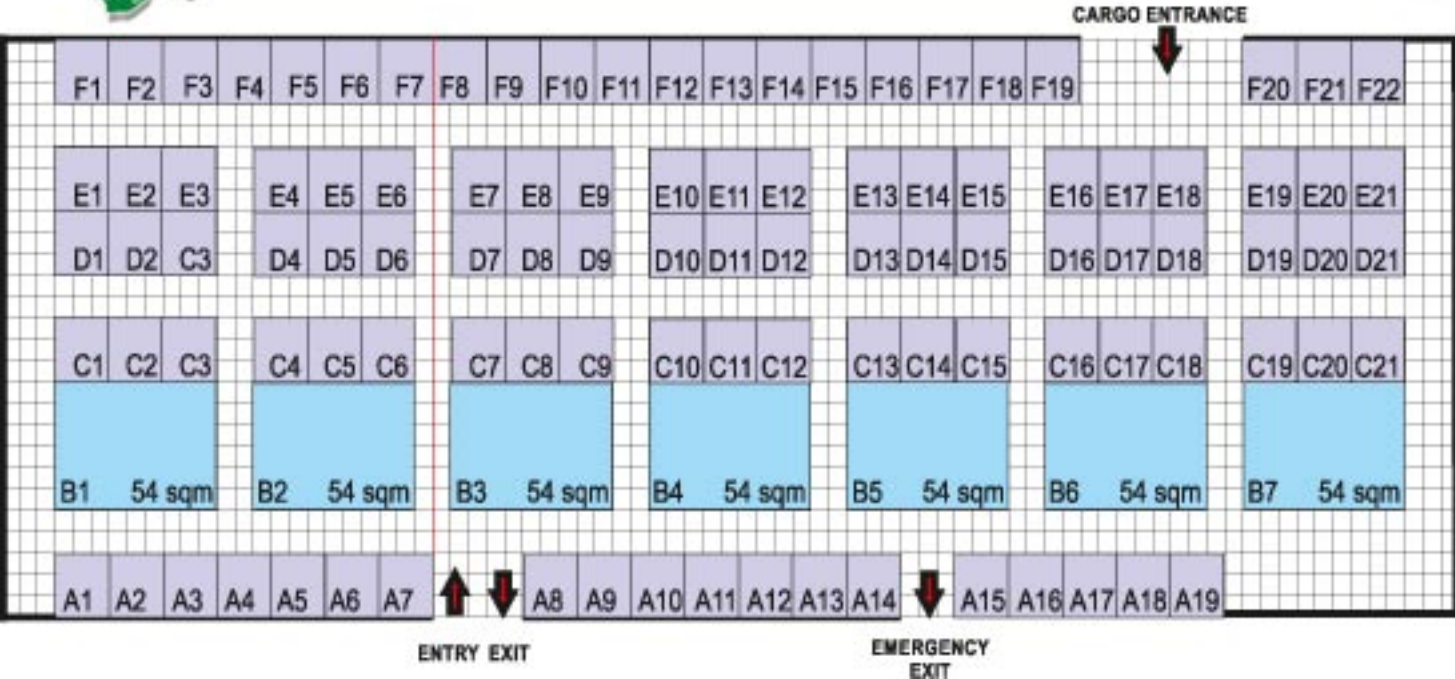 CARGO ENTRANCE
F1 F2 F3 F4 F5 F6 F7 F8 F9 F10 F11 F12 F13 F14 F15 F16 F17 F18 F19 F20 F21 F22
E1 E2 E3 E4 E5 E6 E7 E8 E9 E10 E11 E12 E13 E14 E15 E16 E17 E18 E19 E20 E21
D1 D2 C3 D4 D5 D6 D7 D8 D9 D10 D11 D12 D13 D14 D15 D16 D17 D18 D19 D20 D21
C1 C2 C3 C4 C5 C6 C7 C8 C9 C10 C11 C12 C13 C14 C15 C16 C17 C18 C19 C20 C21
B1 54 sqm B2 54 sqm B3 54 sqm B4 54 sqm B5 54 sqm B6 54 sqm B7 54 sqm
A1 A2 A3 A4 A5 A6 A7 A8 A9 A10 A11 A12 A13 A14 A15 A16 A17 A18 A19
ENTRY EXIT
EMERGENCY
EXIT